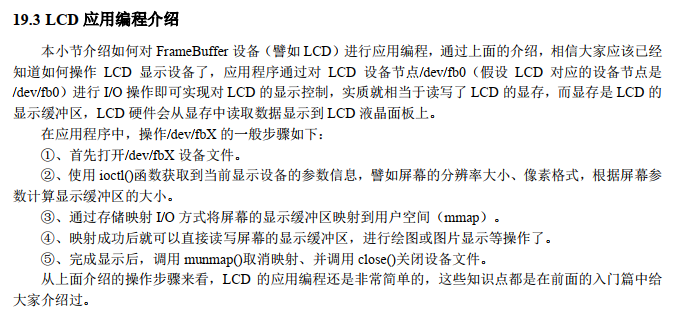 19.3 LCD 应用编程介绍
本小节介绍如何对 FrameBuffer 设备（譬如 LCD）进行应用编程，通过上面的介绍，相信大家应该已经
知道如何操作 LCD 显示设备了，应用程序通过对 LCD 设备节点/dev/fb0（假设 LCD 对应的设备节点是
/dev/fb0）进行 I/O 操作即可实现对 LCD 的显示控制，实质就相当于读写了 LCD 的显存，而显存是 LCD 的
显示缓冲区，LCD 硬件会从显存中读取数据显示到 LCD 液晶面板上。
在应用程序中，操作/dev/fbX 的一般步骤如下：
①、首先打开/dev/fbX 设备文件。
②、使用 ioctl()函数获取到当前显示设备的参数信息，譬如屏幕的分辨率大小、像素格式，根据屏幕参
数计算显示缓冲区的大小。
③、通过存储映射 I/O 方式将屏幕的显示缓冲区映射到用户空间（mmap）。
④、映射成功后就可以直接读写屏幕的显示缓冲区，进行绘图或图片显示等操作了。
⑤、完成显示后，调用 munmap()取消映射、并调用 close()关闭设备文件。
从上面介绍的操作步骤来看，LCD 的应用编程还是非常简单的，这些知识点都是在前面的入门篇中给
大家介绍过。